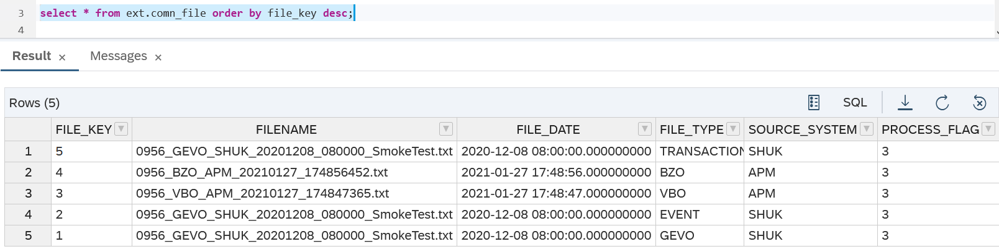 3 select * from ext.comn_file order by file_key desc;
4
Result × Messages ×
Rows (5) SQL
FILE_KEY FILENAME FILE_DATE FILE_TYPE SOURCE_SYSTEM PROCESS_FLAG
1 5 0956_GEVO_SHUK_20201208_080000_SmokeTest.txt 2020-12-08 08:00:00.000000000 TRANSACTION SHUK 3
2 4 0956_BZO_APM_20210127_174856452.txt 2021-01-27 17:48:56.000000000 BZO APM 3
3 3 0956_VBO_APM_20210127_174847365.txt 2021-01-27 17:48:47.000000000 VBO APM 3
4 2 0956_GEVO_SHUK_20201208_080000_SmokeTest.txt 2020-12-08 08:00:00.000000000 EVENT SHUK 3
5 1 0956_GEVO_SHUK_20201208_080000_SmokeTest.txt 2020-12-08 08:00:00.000000000 GEVO SHUK 3